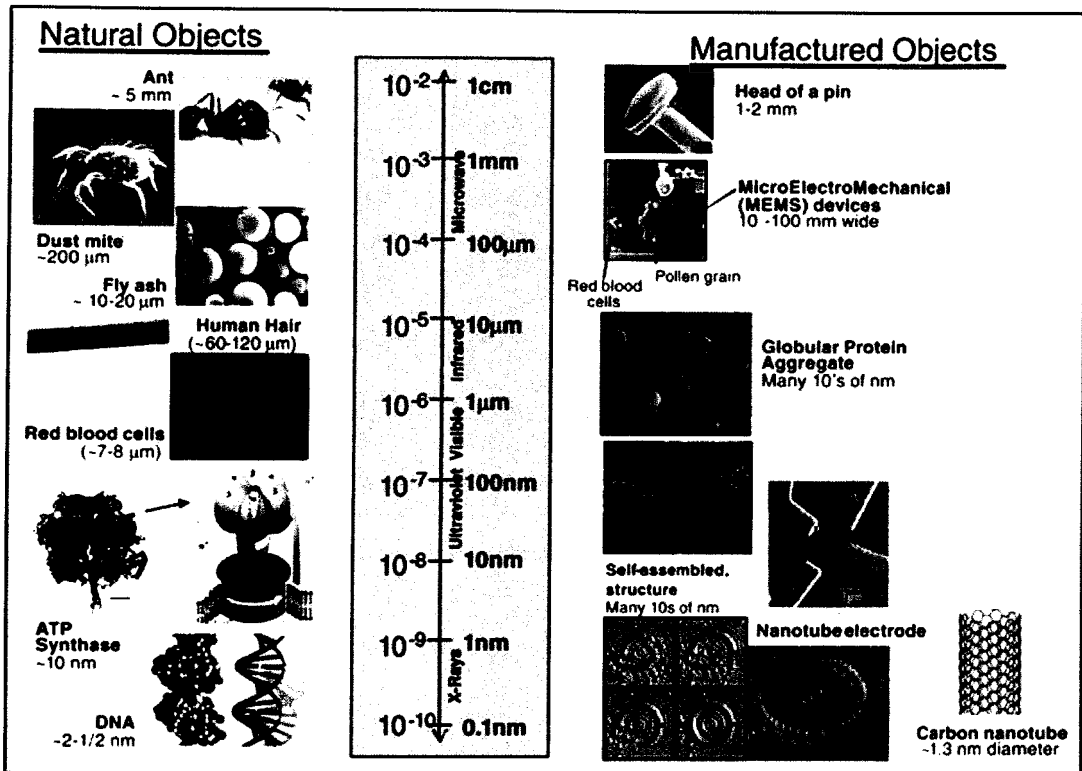 Natural Objects
Ant
~ 5 mm
Dust mite
~200 μm
Fly ash
~ 10-20 μm
Human Hair
(~60-120 μm)
Red blood cells
(~7-8 μm)
ATP
Synthase
~10 nm
DNA
~2-1/2 nm
10-2 1cm
10-3 1mm
Microwave
10-4 100μm
10-5 10μm
Infrared
10-6 1μm
Visible
10-7 100nm
Ultraviolet
10-8 10nm
10-9 1nm
X-Rays
10-10 0.1nm
Manufactured Objects
Head of a pin
1-2 mm
MicroElectroMechanical
(MEMS) devices
10 -100 mm wide
Pollen grain
Red blood
cells
Globular Protein
Aggregate
Many 10's of nm
Self-assembled,
structure
Many 10s of nm
Nanotube electrode
Carbon nanotube
~1.3 nm diameter